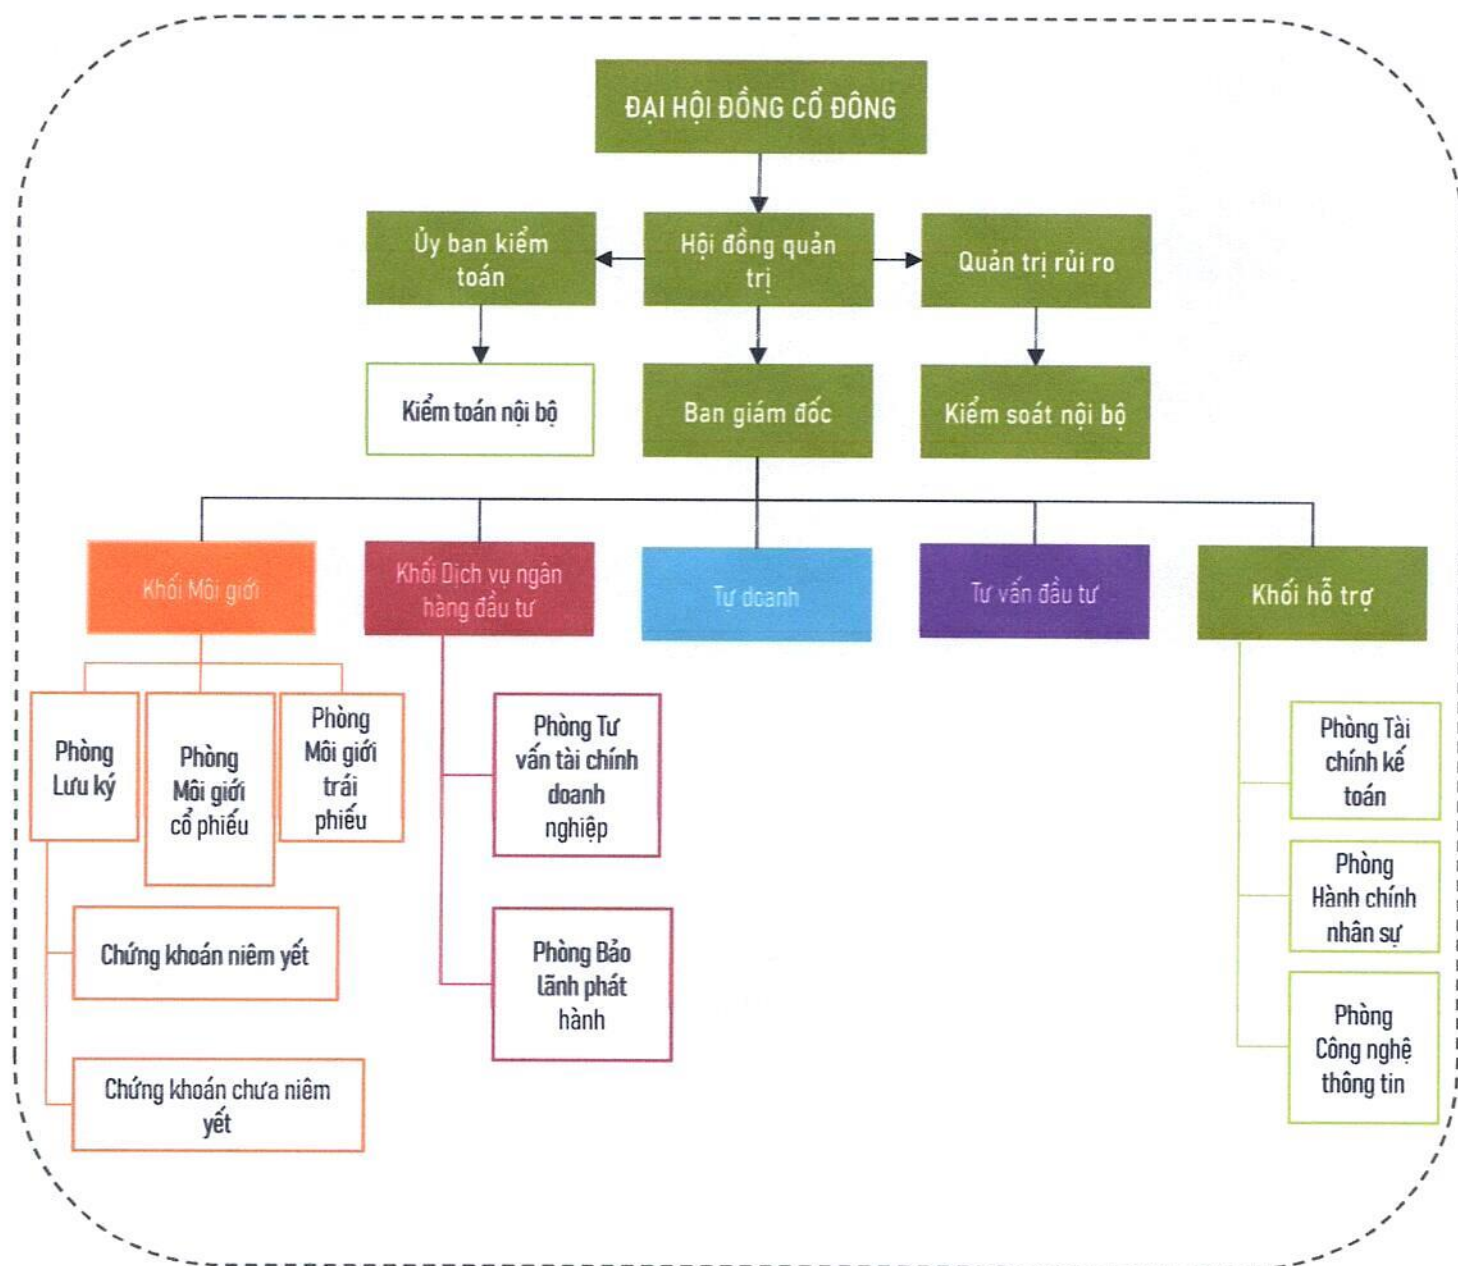 ĐẠI HỘI ĐỒNG CỔ ĐÔNG
Ủy ban kiểm
toán
Hội đồng quản
trị
Quản trị rủi ro
Kiểm toán nội bộ
Ban giám đốc
Kiểm soát nội bộ
Khối Môi giới
Khối Dịch vụ ngân
hàng đầu tư
Tự doanh
Tư vấn đầu tư
Khối hỗ trợ
Phòng
Lưu ký
Phòng
Môi giới
cổ phiếu
Phòng
Môi giới
trái
phiếu
Phòng Tư
vấn tài chính
doanh
nghiệp
Phòng Tài
chính kế
toán
Chứng khoán niêm yết
Phòng Bảo
lãnh phát
hành
Phòng
Hành chính
nhân sự
Chứng khoán chưa niêm
yết
Phòng
Công nghệ
thông tin